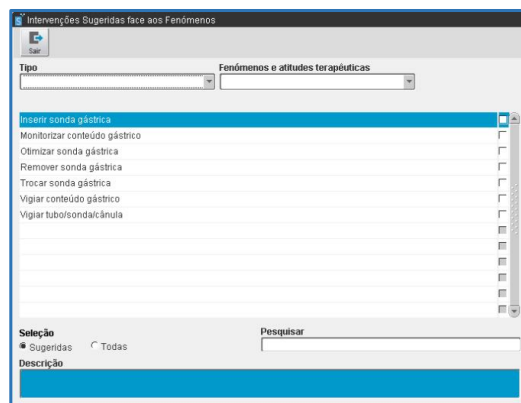 Intervenções Sugeridas face aos Fenómenos
Sair
Tipo Fenómenos e atitudes terapéuticas
Inserir sonda gástrica
Monitorizar conteúdo gástrico
Otimizar sonda gástrica
Remover sonda gástrica
Trocar sonda gástrica
Vigiar conteúdo gástrico
Vigiar tubo/sonda/cânula
Seleção Pesquisar
Sugeridas Todas
Descrição